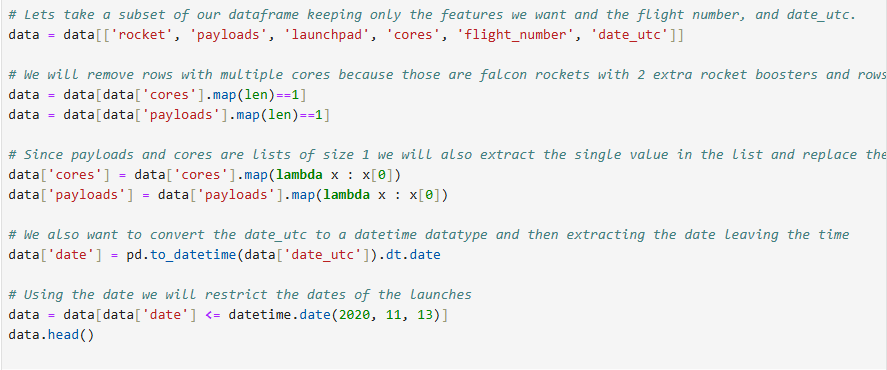 # Lets take a subset of our dataframe keeping only the features we want and the flight number, and date_utc.
data = data[['rocket', 'payloads', 'launchpad', 'cores', 'flight_number', 'date_utc']]
# We will remove rows with multiple cores because those are falcon rockets with 2 extra rocket boosters and rows
data = data[data['cores'].map(len)==1]
data = data[data['payloads'].map(len)==1]
# Since payloads and cores are lists of size 1 we will also extract the single value in the list and replace the
data['cores'] = data['cores'].map(lambda x : x[0])
data['payloads'] = data['payloads'].map(lambda x : x[0])
# We also want to convert the date_utc to a datetime datatype and then extracting the date leaving the time
data['date'] = pd.to_datetime(data['date_utc']).dt.date
# Using the date we will restrict the dates of the launches
data = data[data['date'] <= datetime.date(2020, 11, 13)]
data.head()